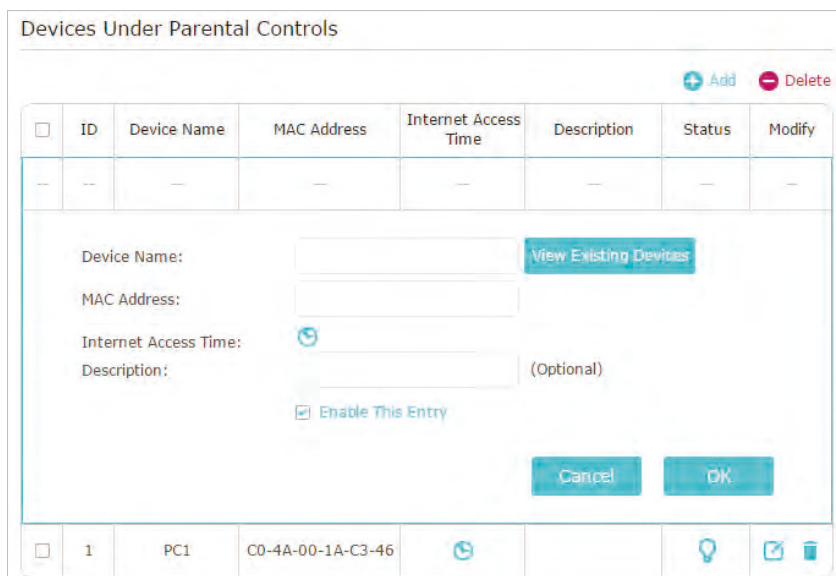 Devices Under Parental Controls
Add Delete
ID Device Name MAC Address Internet Access Time Description Status Modify
-- -- --- --- --- --- --- ---
Device Name: View Existing Devices
MAC Address:
Internet Access Time:
Description: (Optional)
Enable This Entry
Cancel OK
1 PC1 C0-4A-00-1A-C3-46